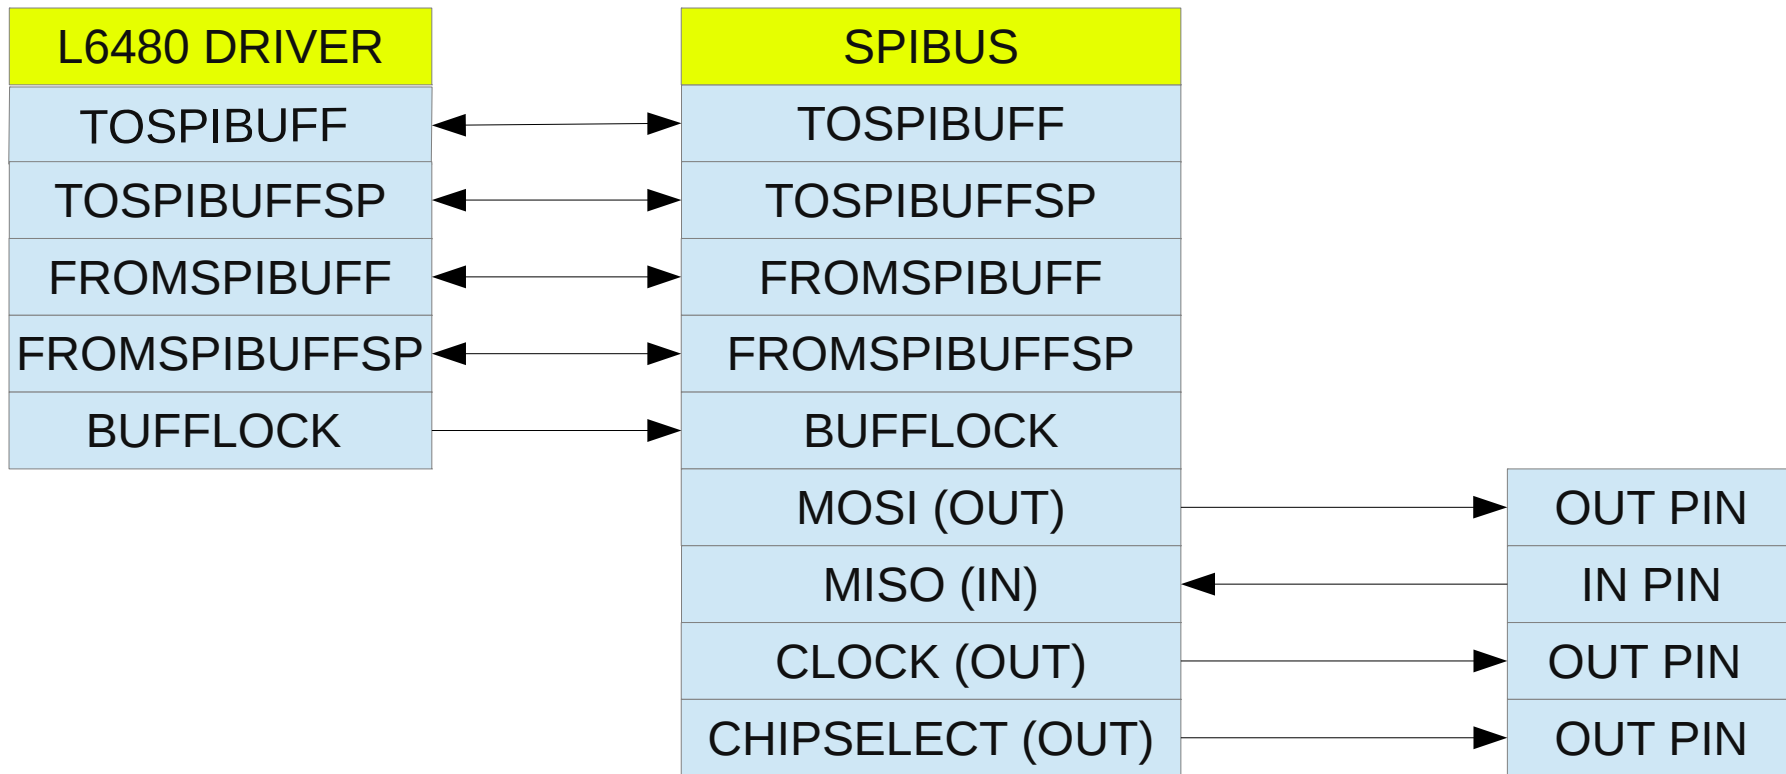 L6480 DRIVER
TOSPIBUFF
TOSPIBUFFSP
FROMSPIBUFF
FROMSPIBUFFSP
BUFFLOCK
SPIBUS
TOSPIBUFF
TOSPIBUFFSP
FROMSPIBUFF
FROMSPIBUFFSP
BUFFLOCK
MOSI (OUT)
MISO (IN)
CLOCK (OUT)
CHIPSELECT (OUT)
OUT PIN
IN PIN
OUT PIN
OUT PIN